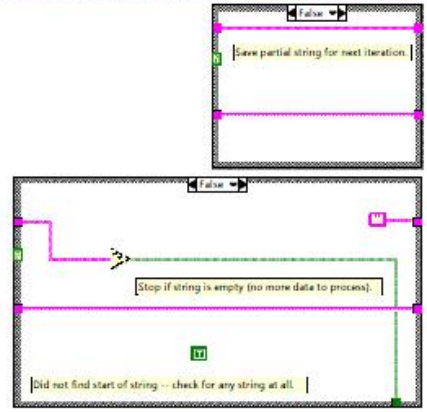 False
Save partial string for next iteration.
False
Stop if string is empty (no more data to process).
Did not find start of string -- check for any string at all.